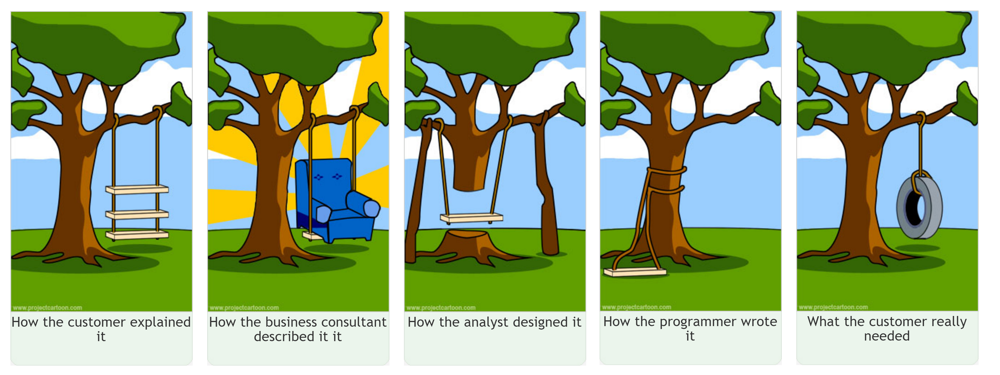 www.projectcartoon.com
How the customer explained
it
www.projectcartoon.com
How the business consultant
described it it
www.projectcartoon.com
How the analyst designed it
www.projectcartoon.com
How the programmer wrote
it
www.projectcartoon.com
What the customer really
needed